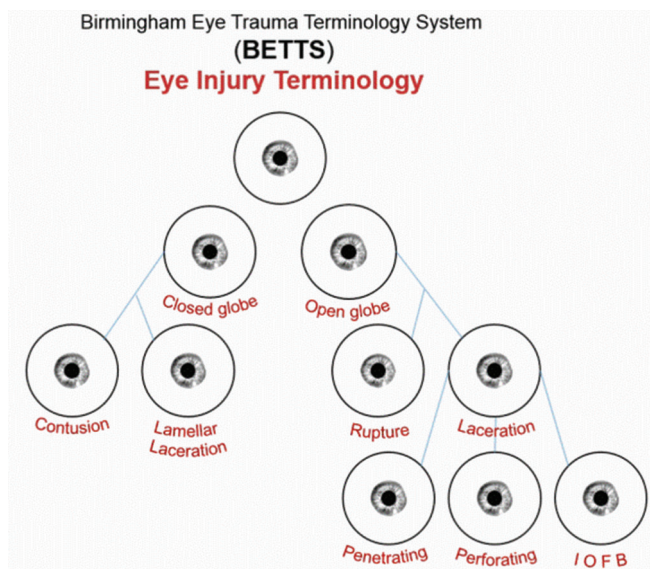 Birmingham Eye Trauma Terminology System
(BETTS)
Eye Injury Terminology
Closed globe
Open globe
Contusion
Lamellar
Laceration
Rupture
Laceration
Penetrating
Perforating
I O F B